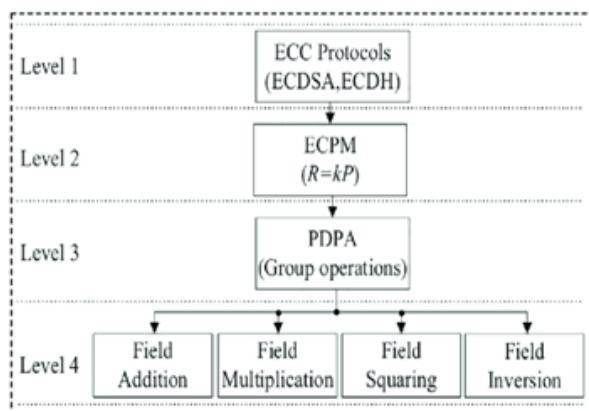 Level 1
ECC Protocols
(ECDSA,ECDH)
Level 2
ECPM
(R=kP)
Level 3
PDPA
(Group operations)
Level 4
Field
Addition
Field
Multiplication
Field
Squaring
Field
Inversion